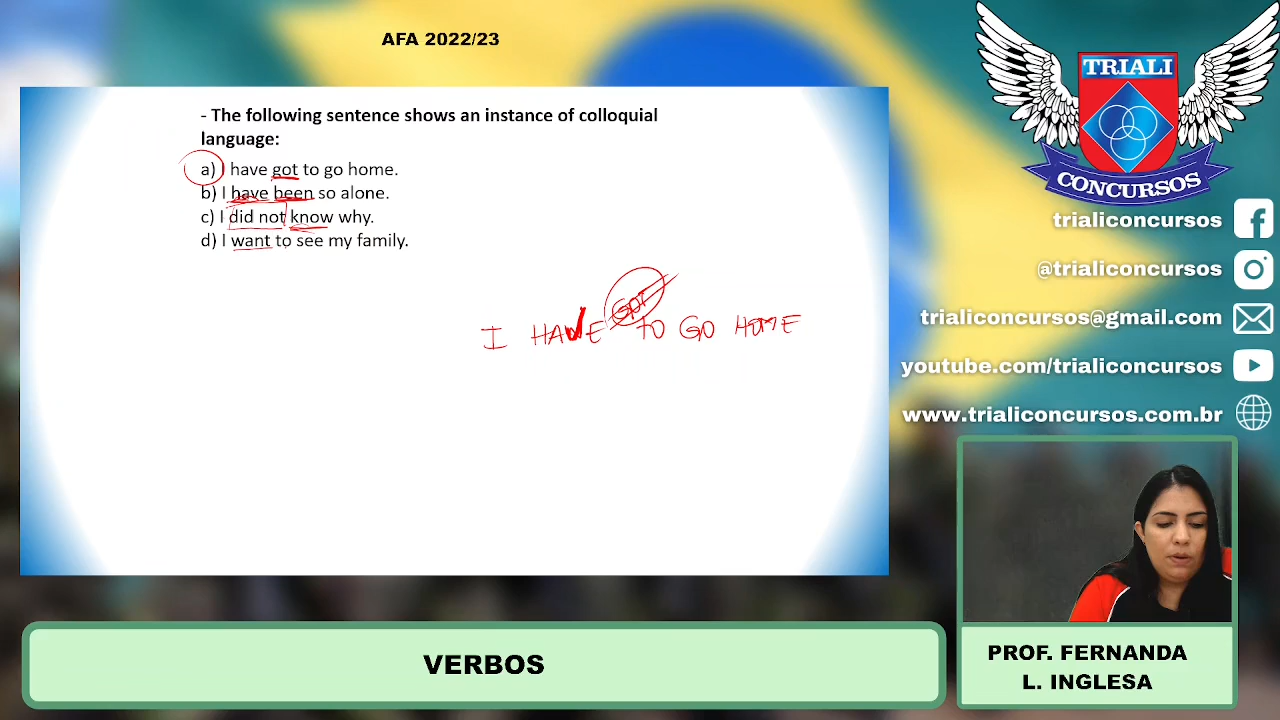 AFA 2022/23
- The following sentence shows an instance of colloquial
language:
a) I have got to go home.
b) I have been so alone.
c) I did not know why.
d) I want to see my family.
GOT
I HAVE TO GO HOME
TRIALI
CONCURSOS
trialiconcursos
@trialiconcursos
trialiconcursos@gmail.com
youtube.com/trialiconcursos
www.trialiconcursos.com.br
VERBOS
PROF. FERNANDA
L. INGLESA